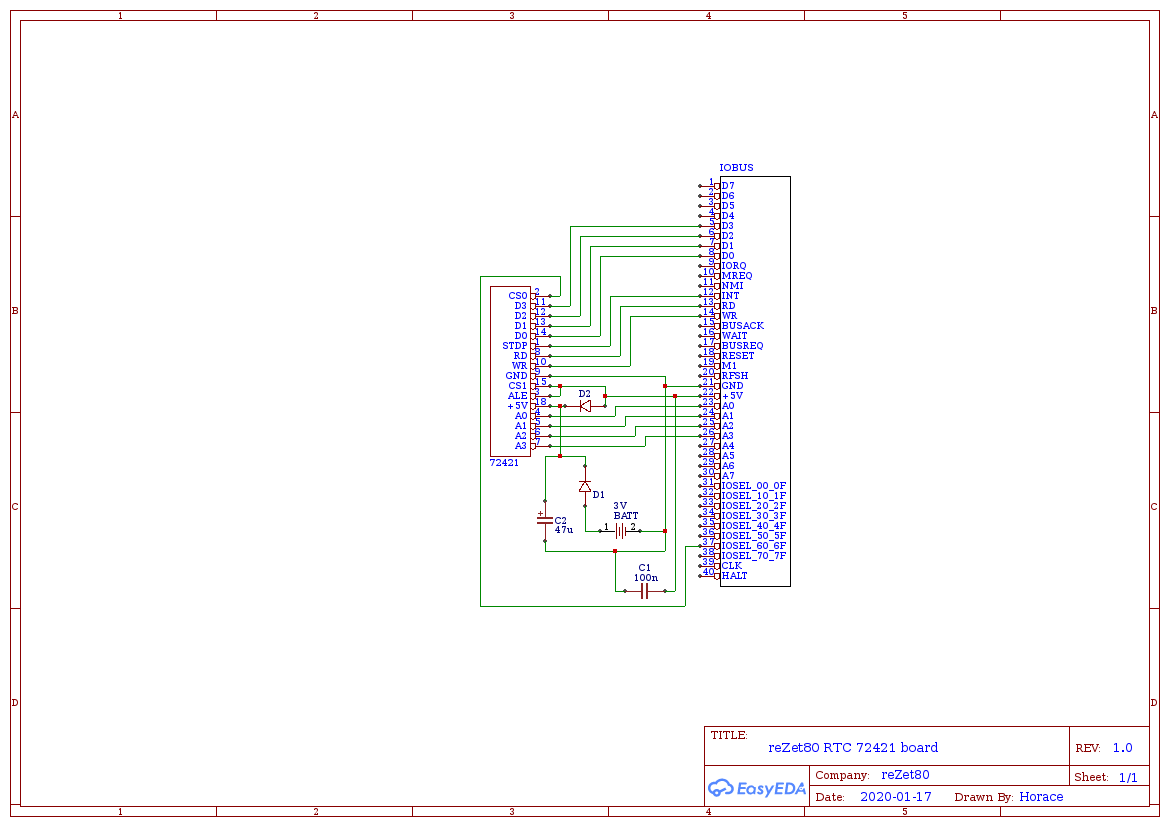 1 2 3 4 5
A A
IOBUS
1 D7
2 D6
3 D5
4 D4
5 D3
6 D2
7 D1
8 D0
9 IORQ
10 MREQ
11 NMI
12 INT
13 RD
14 WR
15 BUSACK
16 WAIT
17 BUSREQ
18 RESET
19 M1
20 RFSH
21 GND
22 +5V
23 A0
24 A1
25 A2
26 A3
27 A4
28 A5
29 A6
30 A7
31 IOSEL_00_0F
32 IOSEL_10_1F
33 IOSEL_20_2F
34 IOSEL_30_3F
35 IOSEL_40_4F
36 IOSEL_50_5F
37 IOSEL_60_6F
38 IOSEL_70_7F
39 CLK
40 HALT
B B
CS0 2
D3 11
D2 12
D1 13
D0 14
STDP 1
RD 8
WR 10
GND 9
CS1 15
ALE 3
+5V 18
A0 4
A1 5
A2 6
A3 7
72421
D2
D1
3V
BATT
1 2
+
C2
47u
C1
100n
C C
D D
TITLE:
reZet80 RTC 72421 board
REV: 1.0
EasyEDA
Company: reZet80
Sheet: 1/1
Date: 2020-01-17 Drawn By: Horace
1 2 3 4 5